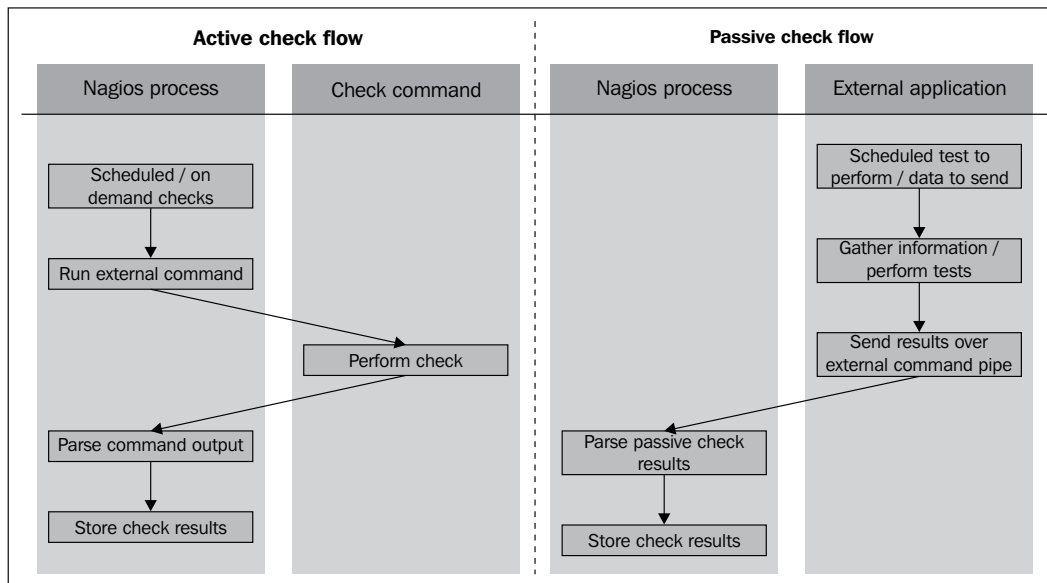 Active check flow
Passive check flow
Nagios process
Check command
Nagios process
External application
Scheduled / on
demand checks
Run external command
Perform check
Parse command output
Store check results
Scheduled test to
perform / data to send
Gather information /
perform tests
Send results over
external command pipe
Parse passive check
results
Store check results